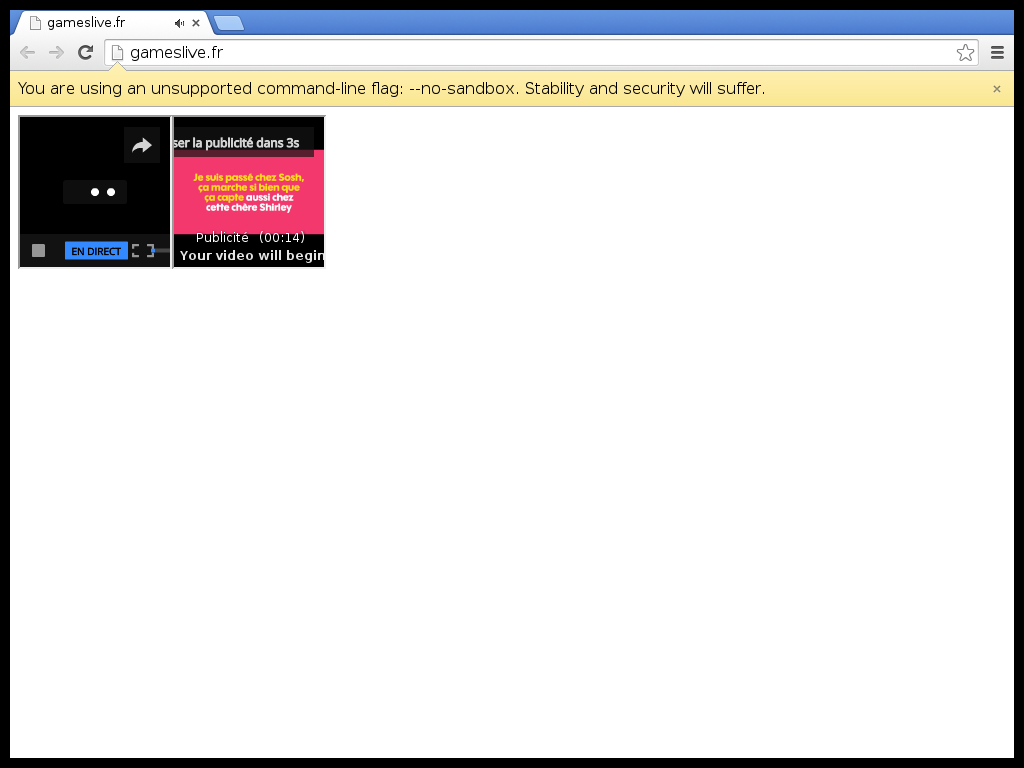 gameslive.fr
gameslive.fr
You are using an unsupported command-line flag: --no-sandbox. Stability and security will suffer.
ser la publicité dans 3s
Je suis passé chez Sosh,
ça marche si bien que
ça capte aussi chez
cette chère Shirley
Publicité (00:14)
EN DIRECT
Your video will begin